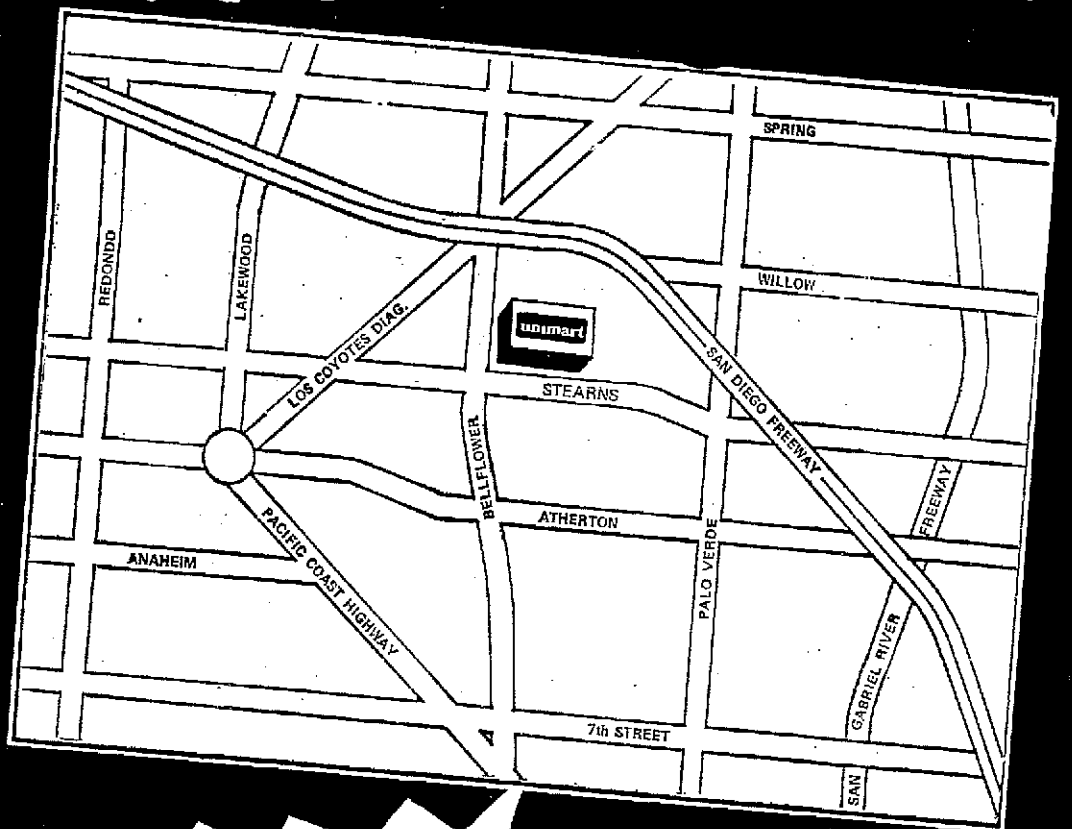 SPRING
REDONDO
LAKEWOOD
WILLOW
LOS COYOTES DIAG.
unimart
STEARNS
SAN DIEGO FREEWAY
BELLFLOWER
ATHERTON
FREEWAY
PALO VERDE
PACIFIC COAST HIGHWAY
ANAHEIM
GABRIEL RIVER
7th STREET
SAN